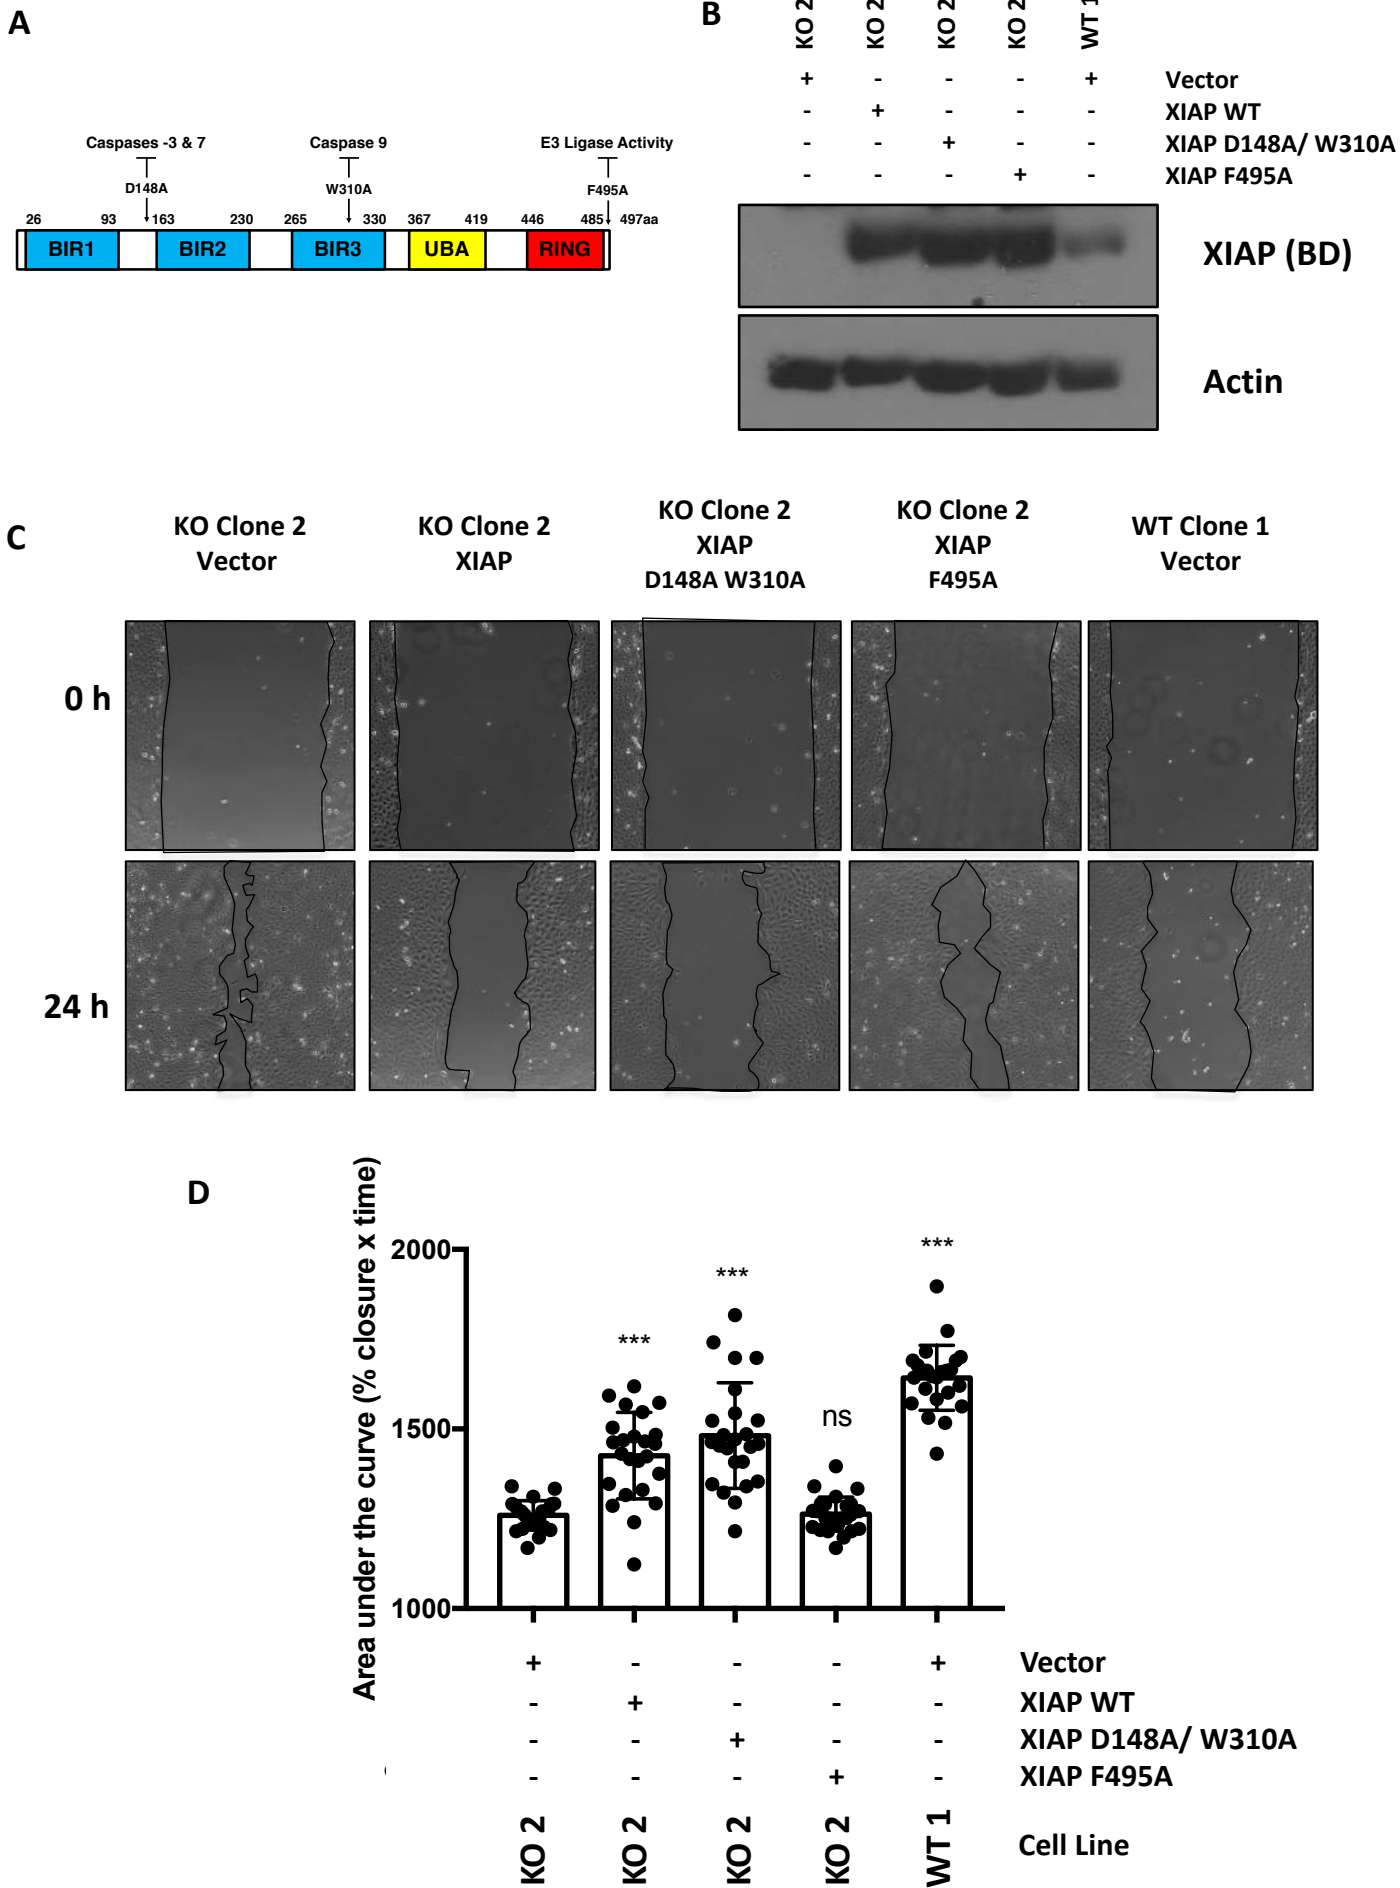 A
Caspases -3 & 7
Caspase 9
E3 Ligase Activity
D148A
W310A
F495A
26
93
163
230
265
330
367
419
446
485
497aa
BIR1
BIR2
BIR3
UBA
RING
B
KO 2
KO 2
KO 2
KO 2
WT 1
+ - - - + Vector
- + - - - XIAP WT
- - + - - XIAP D148A/ W310A
- - - + - XIAP F495A
XIAP (BD)
Actin
C
KO Clone 2
Vector
KO Clone 2
XIAP
KO Clone 2
XIAP
D148A W310A
KO Clone 2
XIAP
F495A
WT Clone 1
Vector
0 h
24 h
D
Area under the curve (% closure x time)
2000
1500
1000
***
***
ns
***
+ - - - + Vector
- + - - - XIAP WT
- - + - - XIAP D148A/ W310A
- - - + - XIAP F495A
KO 2
KO 2
KO 2
KO 2
WT 1
Cell Line